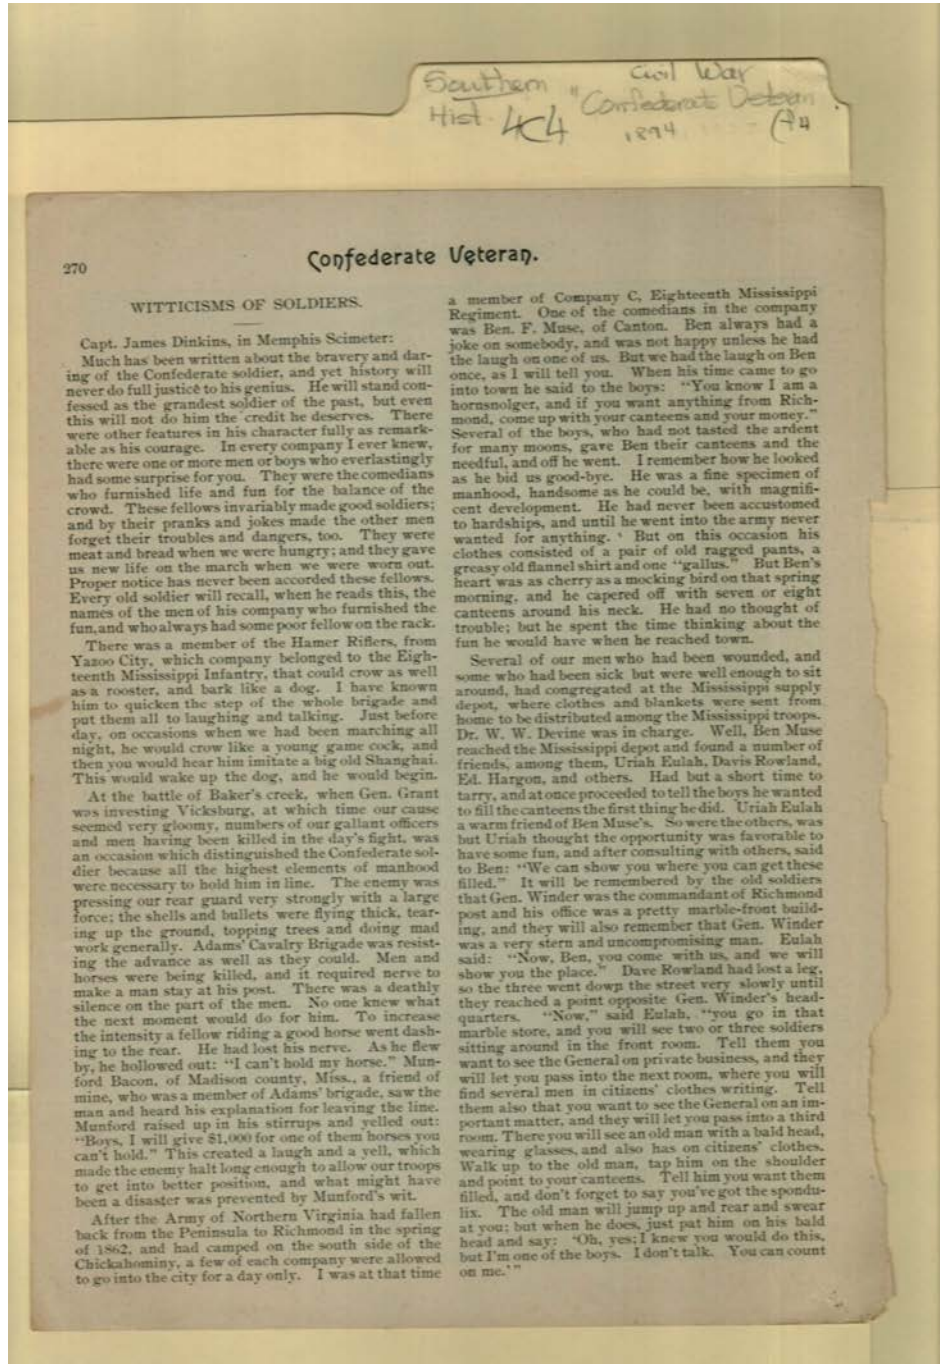 Southern
Hist. 4C4
Civil War
"Confederate Veteran
1894
270
Confederate Veteran.
WITTICISMS OF SOLDIERS.
Capt. James Dinkins, in Memphis Scimeter:
Much has been written about the bravery and dar-
ing of the Confederate soldier, and yet history will
never do full justice to his genius. He will stand con-
fessed as the grandest soldier of the past, but even
this will not do him the credit he deserves. There
were other features in his character fully as remark-
able as his courage. In every company I ever knew,
there were one or more men or boys who everlastingly
had some surprise for you. They were the comedians
who furnished life and fun for the balance of the
crowd. These fellows invariably made good soldiers;
and by their pranks and jokes made the other men
forget their troubles and dangers, too. They were
meat and bread when we were hungry; and they gave
us new life on the march when we were worn out.
Proper notice has never been accorded these fellows.
Every old soldier will recall, when he reads this, the
names of the men of his company who furnished the
fun, and who always had some poor fellow on the rack.
There was a member of the Hamer Riflers, from
Yazoo City, which company belonged to the Eigh-
teenth Mississippi Infantry, that could crow as well
as a rooster, and bark like a dog. I have known
him to quicken the step of the whole brigade and
put them all to laughing and talking. Just before
day, on occasions when we had been marching all
night, he would crow like a young game cock, and
then you would hear him imitate a big old Shanghai.
This would wake up the dog, and he would begin.
At the battle of Baker's creek, when Gen. Grant
was investing Vicksburg, at which time our cause
seemed very gloomy, numbers of our gallant officers
and men having been killed in the day's fight, was
an occasion which distinguished the Confederate sol-
dier because all the highest elements of manhood
were necessary to hold him in line. The enemy was
pressing our rear guard very strongly with a large
force; the shells and bullets were flying thick, tear-
ing up the ground, topping trees and doing mad
work generally. Adams' Cavalry Brigade was resist-
ing the advance as well as they could. Men and
horses were being killed, and it required nerve to
make a man stay at his post. There was a deathly
silence on the part of the men. No one knew what
the next moment would do for him. To increase
the intensity a fellow riding a good horse went dash-
ing to the rear. He had lost his nerve. As he flew
by, he hollowed out: "I can't hold my horse." Mun-
ford Bacon, of Madison county, Miss., a friend of
mine, who was a member of Adams' brigade, saw the
man and heard his explanation for leaving the line.
Munford raised up in his stirrups and yelled out:
"Boys, I will give $1,000 for one of them horses you
can't hold." This created a laugh and a yell, which
made the enemy halt long enough to allow our troops
to get into better position, and what might have
been a disaster was prevented by Munford's wit.
After the Army of Northern Virginia had fallen
back from the Peninsula to Richmond in the spring
of 1862, and had camped on the south side of the
Chickahominy, a few of each company were allowed
to go into the city for a day only. I was at that time
a member of Company C, Eighteenth Mississippi
Regiment. One of the comedians in the company
was Ben. F. Muse, of Canton. Ben always had a
joke on somebody, and was not happy unless he had
the laugh on one of us. But we had the laugh on Ben
once, as I will tell you. When his time came to go
into town he said to the boys: "You know I am a
hornsnolger, and if you want anything from Rich-
mond, come up with your canteens and your money."
Several of the boys, who had not tasted the ardent
for many moons, gave Ben their canteens and the
needful, and off he went. I remember how he looked
as he bid us good-bye. He was a fine specimen of
manhood, handsome as he could be, with magnifi-
cent development. He had never been accustomed
to hardships, and until he went into the army never
wanted for anything. But on this occasion his
clothes consisted of a pair of old ragged pants, a
greasy old flannel shirt and one "gallus." But Ben's
heart was as cherry as a mocking bird on that spring
morning, and he capered off with seven or eight
canteens around his neck. He had no thought of
trouble; but he spent the time thinking about the
fun he would have when he reached town.
Several of our men who had been wounded, and
some who had been sick but were well enough to sit
around, had congregated at the Mississippi supply
depot, where clothes and blankets were sent from
home to be distributed among the Mississippi troops.
Dr. W. W. Devine was in charge. Well, Ben Muse
reached the Mississippi depot and found a number of
friends, among them, Uriah Eulah, Davis Rowland,
Ed. Hargon, and others. Had but a short time to
tarry, and at once proceeded to tell the boys he wanted
to fill the canteens the first thing he did. Uriah Eulah
a warm friend of Ben Muse's. So were the others, was
but Uriah thought the opportunity was favorable to
have some fun, and after consulting with others, said
to Ben: "We can show you where you can get these
filled." It will be remembered by the old soldiers
that Gen. Winder was the commandant of Richmond
post and his office was a pretty marble-front build-
ing, and they will also remember that Gen. Winder
was a very stern and uncompromising man. Eulah
said: "Now, Ben, you come with us, and we will
show you the place." Dave Rowland had lost a leg,
so the three went down the street very slowly until
they reached a point opposite Gen. Winder's head-
quarters. "Now," said Eulah, "you go in that
marble store, and you will see two or three soldiers
sitting around in the front room. Tell them you
want to see the General on private business, and they
will let you pass into the next room, where you will
find several men in citizens' clothes writing. Tell
them also that you want to see the General on an im-
portant matter, and they will let you pass into a third
room. There you will see an old man with a bald head,
wearing glasses, and also has on citizens' clothes.
Walk up to the old man, tap him on the shoulder
and point to your canteens. Tell him you want them
filled, and don't forget to say you've got the spondu-
lix. The old man will jump up and rear and swear
at you; but when he does, just pat him on his bald
head and say: 'Oh, yes; I knew you would do this,
but I'm one of the boys. I don't talk. You can count
on me.'"